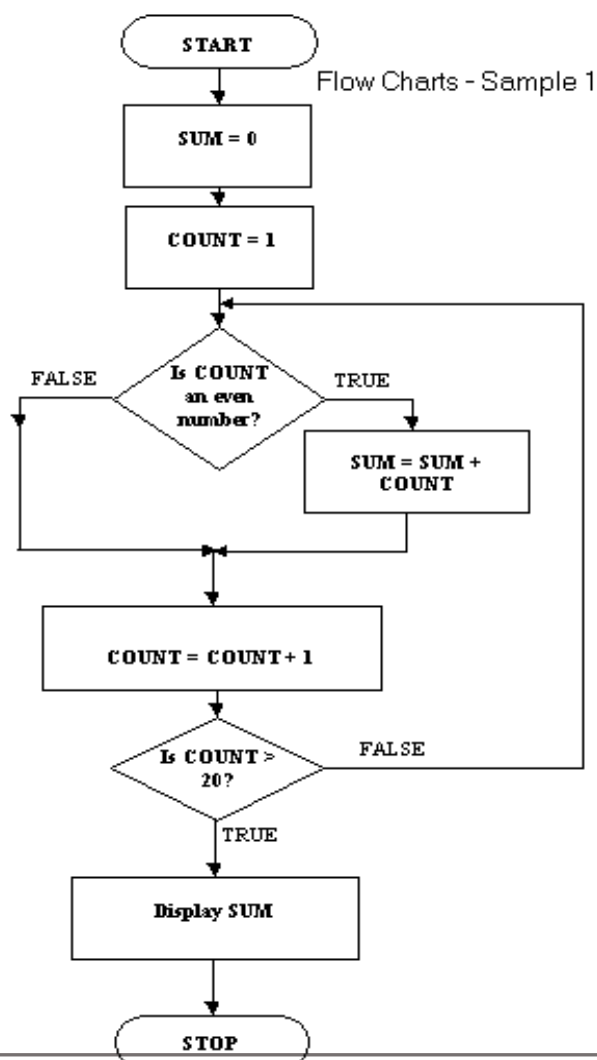 START
Flow Charts - Sample 1
SUM = 0
COUNT = 1
Is COUNT
an even
number?
FALSE
TRUE
SUM = SUM +
COUNT
COUNT = COUNT + 1
Is COUNT >
20?
FALSE
TRUE
Display SUM
STOP